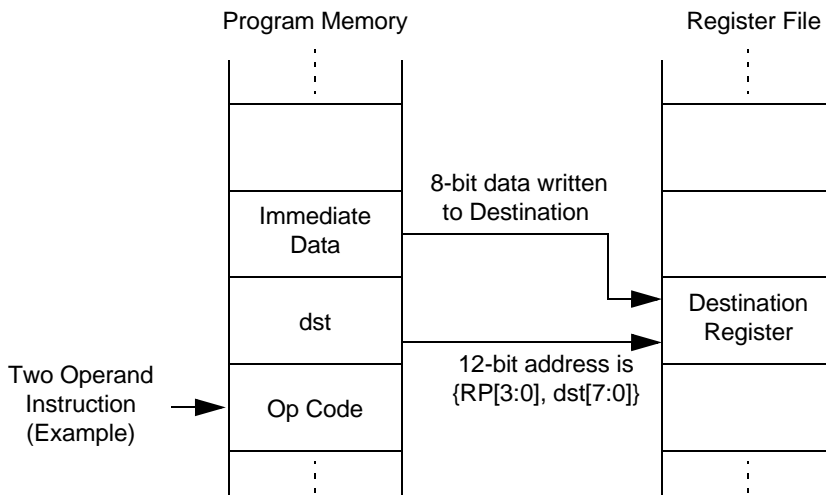 Program Memory
Register File
8-bit data written
to Destination
Immediate
Data
dst
Destination
Register
12-bit address is
{RP[3:0], dst[7:0]}
Two Operand
Instruction
(Example)
Op Code